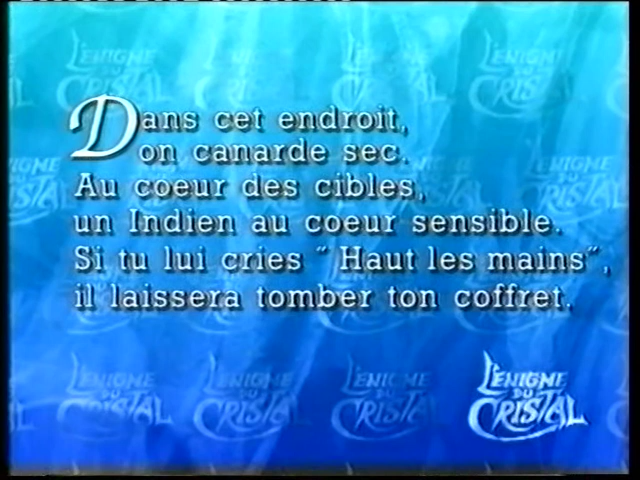 Dans cet endroit,
on canarde sec.
Au coeur des cibles,
un Indien au coeur sensible.
Si tu lui cries " Haut les mains",
il laissera tomber ton coffret.
L'ENIGME
DU
CRISTAL